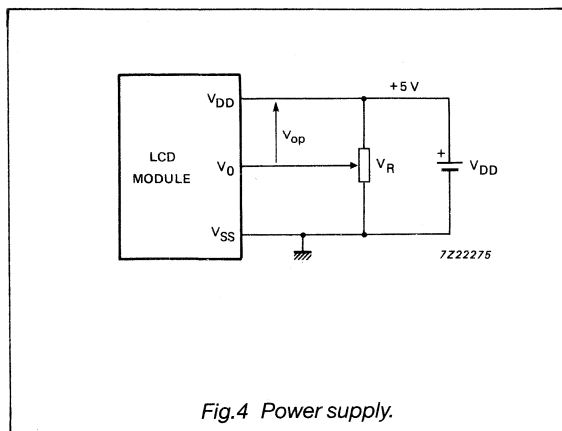 V_DD
+5 V
V_op
LCD
MODULE
V_0
V_R
+
V_DD
V_SS
7Z22275
Fig.4 Power supply.